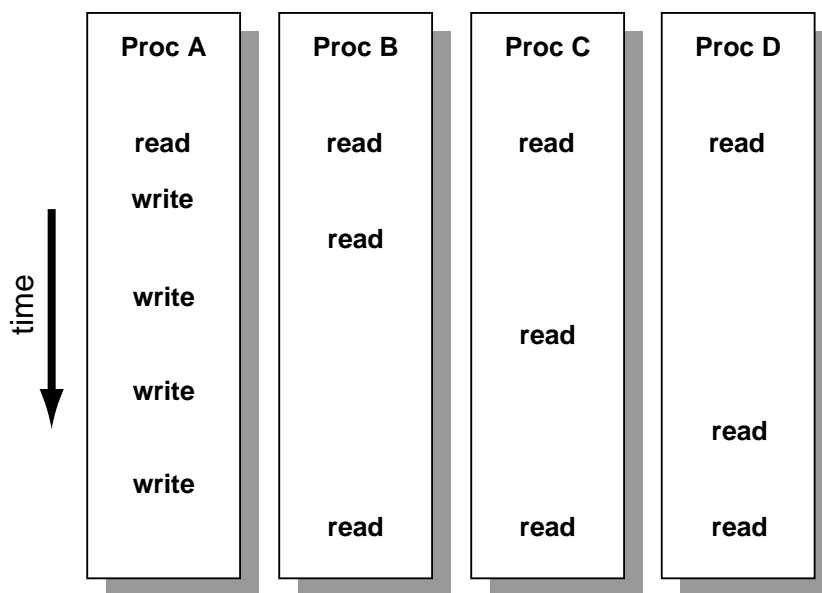 Proc A Proc B Proc C Proc D
read read read read
write
read
write
read
write
read
write
read read read
time